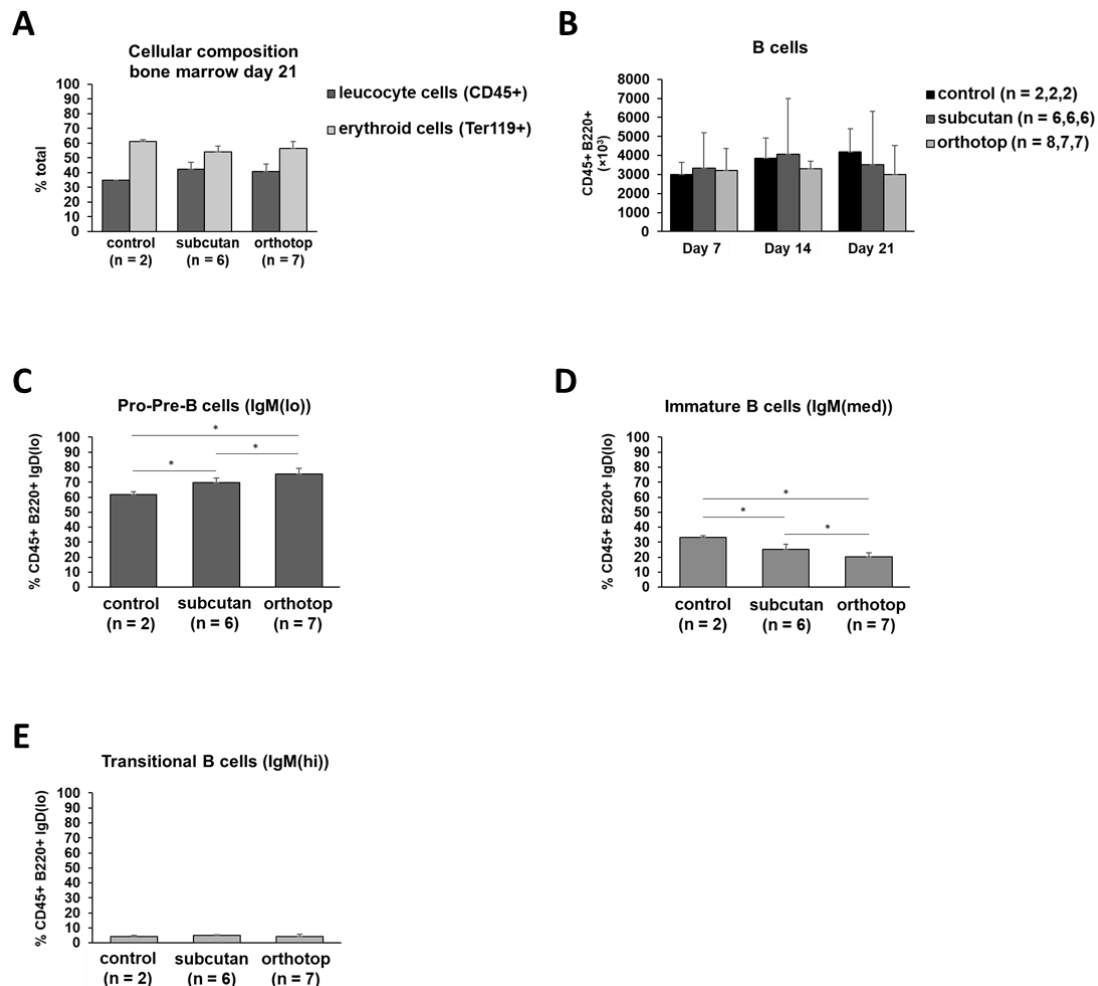 A
Cellular composition
bone marrow day 21
100
90
80
70
60
50
40
30
20
10
0
% total
control
(n = 2)
subcutan
(n = 6)
orthotop
(n = 7)
leucocyte cells (CD45+)
erythroid cells (Ter119+)
B
B cells
8000
7000
6000
5000
4000
3000
2000
1000
0
CD45+ B220+
(×10³)
Day 7
Day 14
Day 21
control (n = 2,2,2)
subcutan (n = 6,6,6)
orthotop (n = 8,7,7)
C
Pro-Pre-B cells (IgM(lo))
% CD45+ B220+ IgD(lo)
100
90
80
70
60
50
40
30
20
10
0
*
*
*
control
(n = 2)
subcutan
(n = 6)
orthotop
(n = 7)
D
Immature B cells (IgM(med))
% CD45+ B220+ IgD(lo)
100
90
80
70
60
50
40
30
20
10
0
*
*
*
control
(n = 2)
subcutan
(n = 6)
orthotop
(n = 7)
E
Transitional B cells (IgM(hi))
% CD45+ B220+ IgD(lo)
100
90
80
70
60
50
40
30
20
10
0
control
(n = 2)
subcutan
(n = 6)
orthotop
(n = 7)